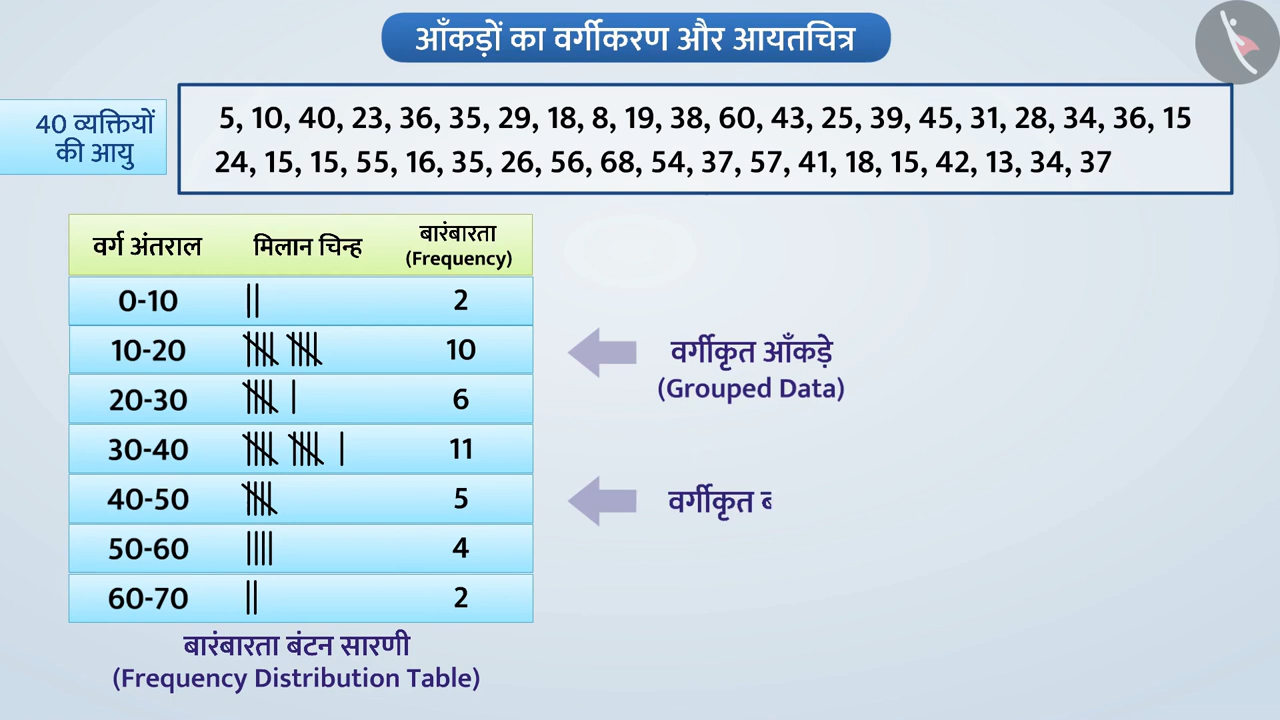 आँकड़ों का वर्गीकरण और आयतचित्र
40 व्यक्तियों
की आयु
5, 10, 40, 23, 36, 35, 29, 18, 8, 19, 38, 60, 43, 25, 39, 45, 31, 28, 34, 36, 15
24, 15, 15, 55, 16, 35, 26, 56, 68, 54, 37, 57, 41, 18, 15, 42, 13, 34, 37
वर्ग अंतराल मिलान चिन्ह बारंबारता
(Frequency)
0-10 2
10-20 10
20-30 6
30-40 11
40-50 5
50-60 4
60-70 2
वर्गीकृत आँकड़े
(Grouped Data)
वर्गीकृत
बारंबारता बंटन सारणी
(Frequency Distribution Table)